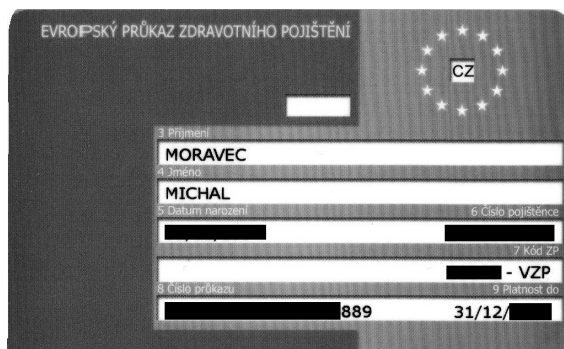 EVROPSKÝ PRŮKAZ ZDRAVOTNÍHO POJIŠTĚNÍ
CZ
3 Příjmení
MORAVEC
4 Jméno
MICHAL
5 Datum narození 6 Číslo pojištěnce
7 Kód ZP
- VZP
8 Číslo průkazu 9 Platnost do
889 31/12/